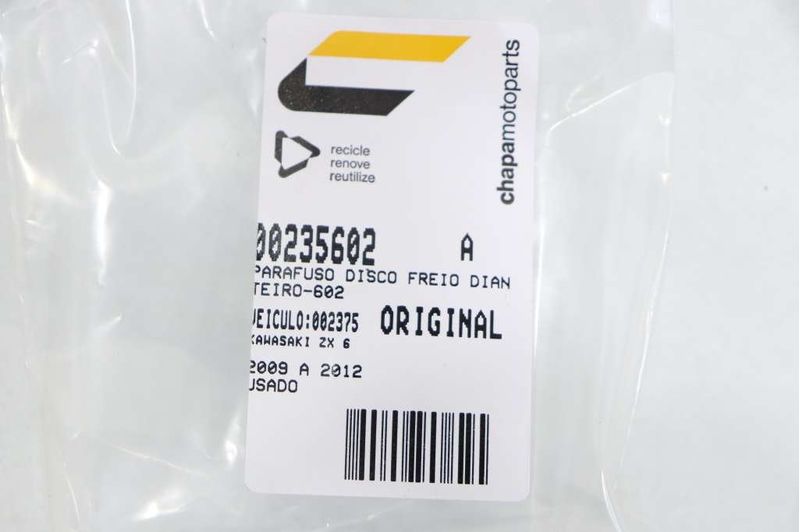 chapamotoparts
recicle
renove
reutilize
00235602 A
PARAFUSO DISCO FREIO DIAN
TEIRO-602
VEICULO:002375 ORIGINAL
KAWASAKI ZX 6
2009 A 2012
USADO